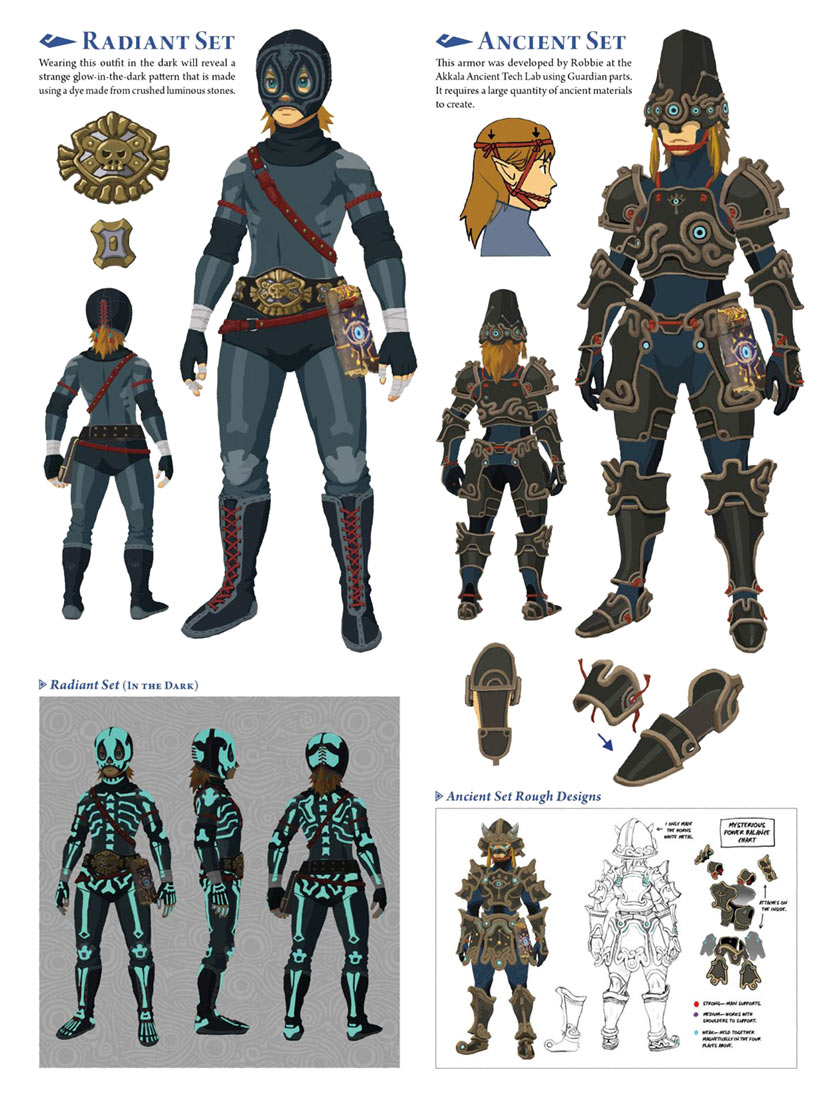 RADIANT SET
Wearing this outfit in the dark will reveal a
strange glow-in-the-dark pattern that is made
using a dye made from crushed luminous stones.
ANCIENT SET
This armor was developed by Robbie at the
Akkala Ancient Tech Lab using Guardian parts.
It requires a large quantity of ancient materials
to create.
Radiant Set (IN THE DARK)
Ancient Set Rough Designs
I ONLY MADE
THE HORNS
WHITE METAL.
MYSTERIOUS
POWER BALANCE
CHART
ATTACHES ON
THE INSIDE.
STRONG—MAIN SUPPORTS.
MEDIUM—WORKS WITH
SHOULDERS TO SUPPORT.
WEAK—HELD TOGETHER
MAGNETICALLY IN THE FOUR
PLACES ABOVE.